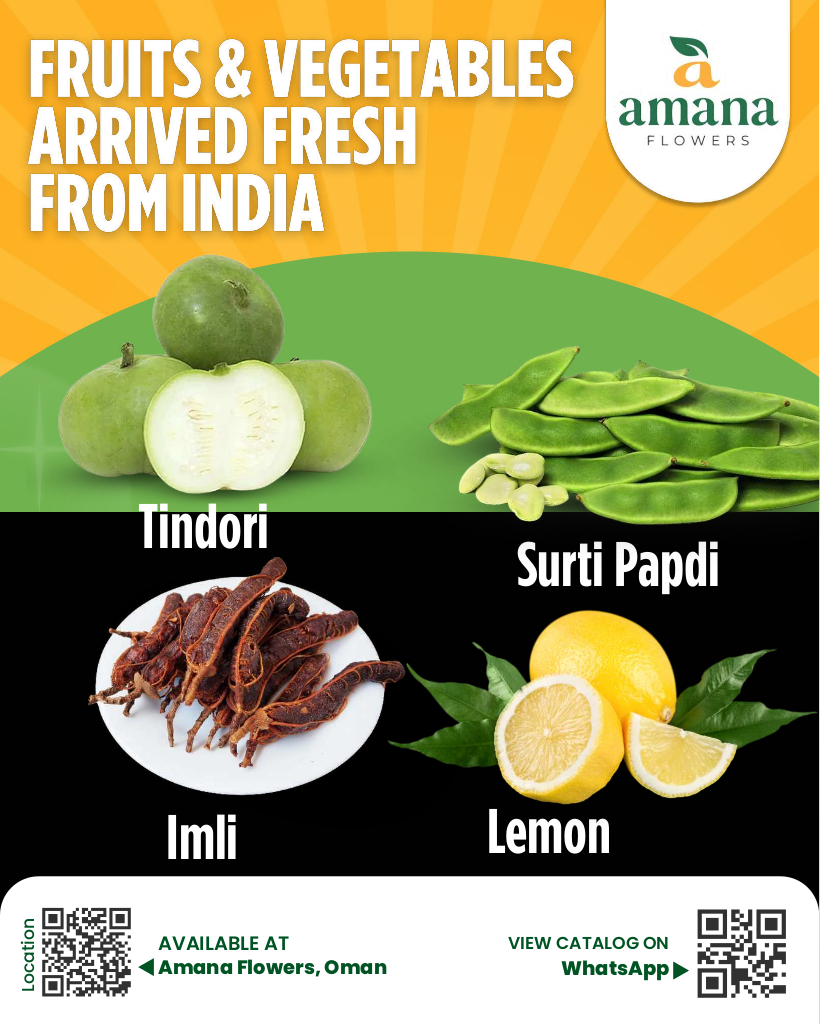 FRUITS & VEGETABLES
ARRIVED FRESH
FROM INDIA
a
amana
FLOWERS
Tindori
Surti Papdi
Imli
Lemon
Location
AVAILABLE AT
Amana Flowers, Oman
VIEW CATALOG ON
WhatsApp